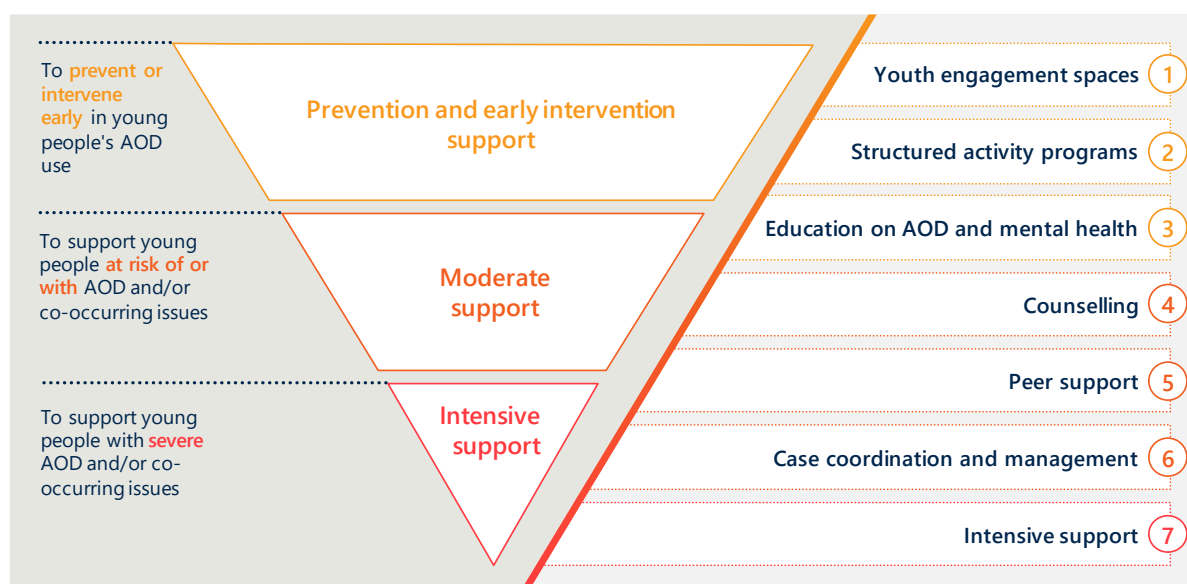 To prevent or
intervene
early in young
people's AOD
use
Prevention and early intervention
support
To support young
people at risk of or
with AOD and/or
co-occurring issues
Moderate
support
To support young
people with severe
AOD and/or co-
occurring issues
Intensive
support
Youth engagement spaces 1
Structured activity programs 2
Education on AOD and mental health 3
Counselling 4
Peer support 5
Case coordination and management 6
Intensive support 7